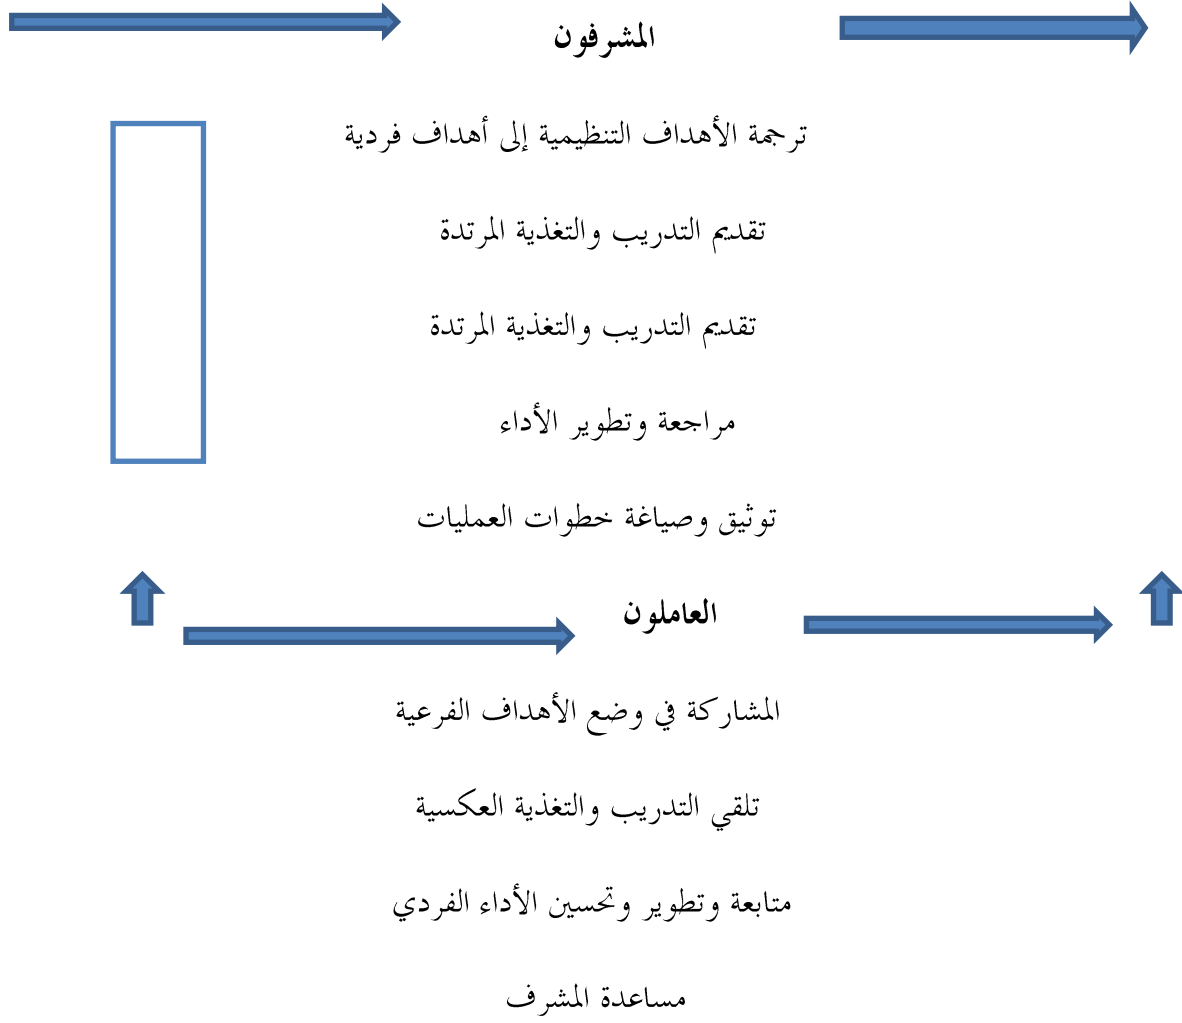 المشرفون
ترجمة الأهداف التنظيمية إلى أهداف فردية
تقديم التدريب والتغذية المرتدة
تقديم التدريب والتغذية المرتدة
مراجعة وتطوير الأداء
توثيق وصياغة خطوات العمليات
العاملون
المشاركة في وضع الأهداف الفرعية
تلقي التدريب والتغذية العكسية
متابعة وتطوير وتحسين الأداء الفردي
مساعدة المشرف